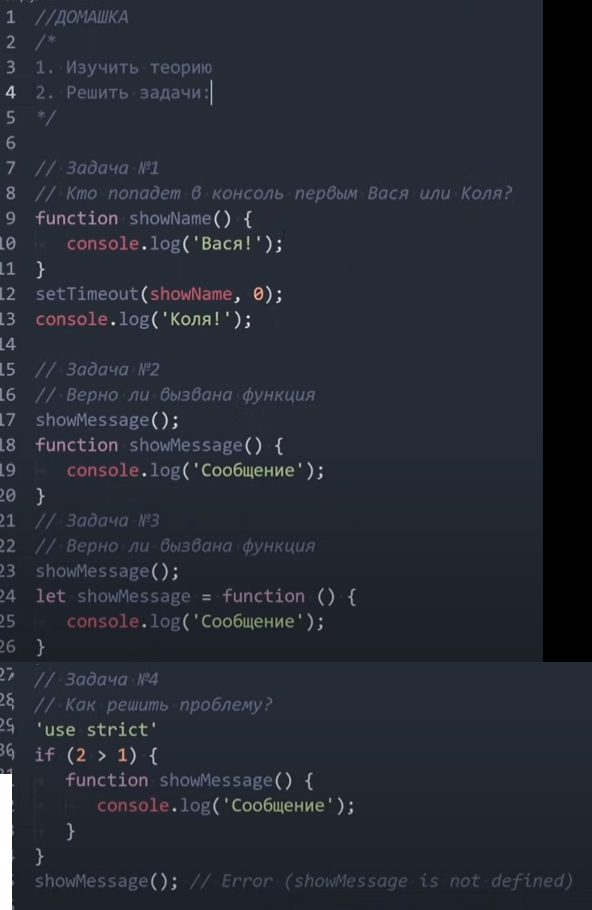 1 //ДОМАШКА
2 /*
3 1. Изучить теорию
4 2. Решить задачи:
5 */
6
7 // Задача №1
8 // Кто попадет в консоль первым Вася или Коля?
9 function showName() {
10 console.log('Вася!');
11 }
12 setTimeout(showName, 0);
13 console.log('Коля!');
14
15 // Задача №2
16 // Верно ли вызвана функция
17 showMessage();
18 function showMessage() {
19 console.log('Сообщение');
20 }
21 // Задача №3
22 // Верно ли вызвана функция
23 showMessage();
24 let showMessage = function () {
25 console.log('Сообщение');
26 }
27 // Задача №4
28 // Как решить проблему?
29 'use strict'
30 if (2 > 1) {
function showMessage() {
console.log('Сообщение');
}
}
showMessage(); // Error (showMessage is not defined)